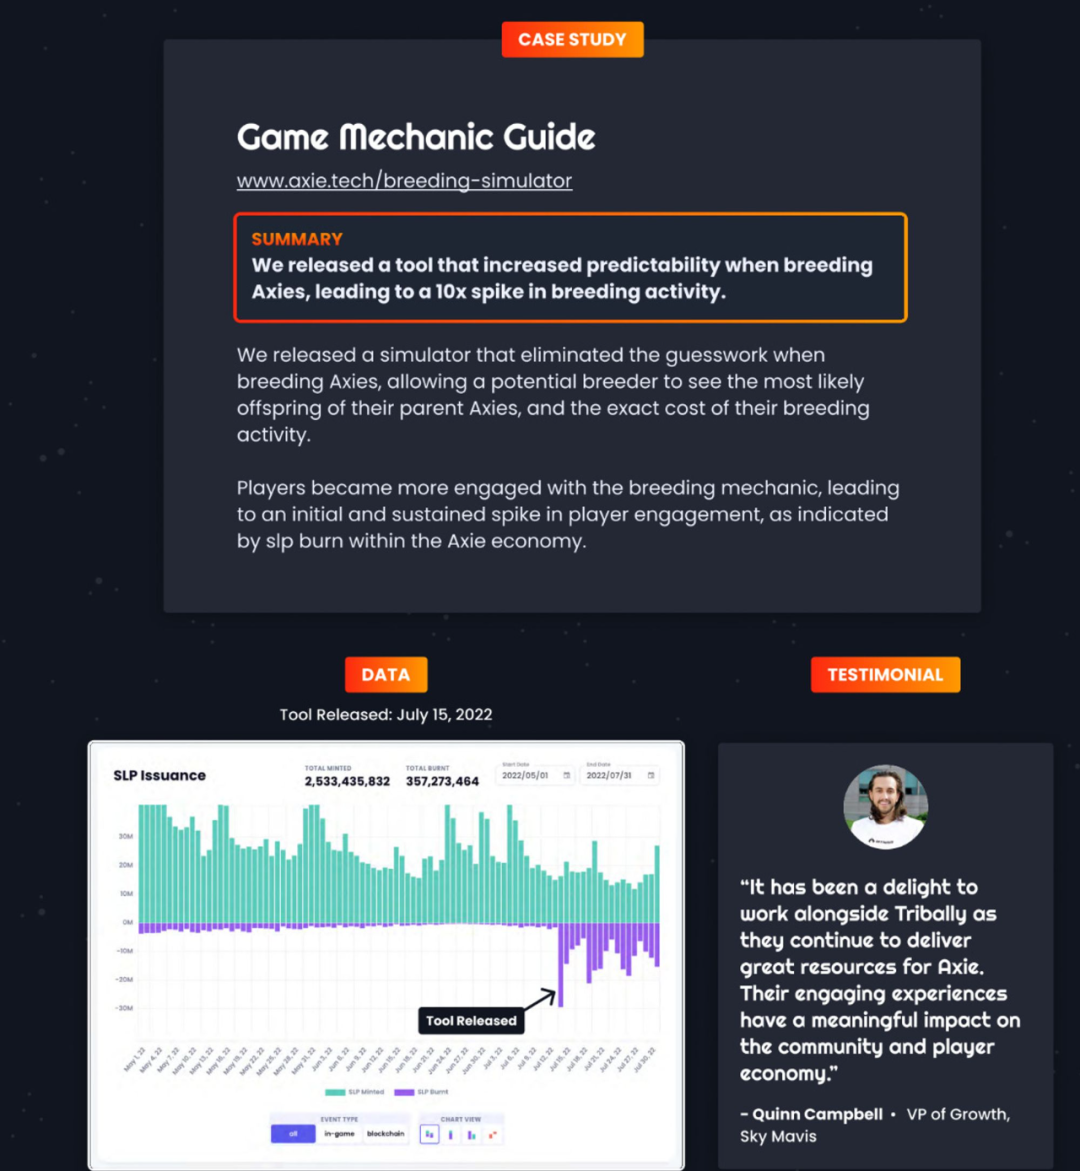 CASE STUDY
Game Mechanic Guide
www.axie.tech/breeding-simulator
SUMMARY
We released a tool that increased predictability when breeding
Axies, leading to a 10x spike in breeding activity.
We released a simulator that eliminated the guesswork when
breeding Axies, allowing a potential breeder to see the most likely
offspring of their parent Axies, and the exact cost of their breeding
activity.
Players became more engaged with the breeding mechanic, leading
to an initial and sustained spike in player engagement, as indicated
by slp burn within the Axie economy.
DATA
Tool Released: July 15, 2022
SLP Issuance
TOTAL MINTED
2,533,435,832
TOTAL BURNT
357,273,464
Start Date
2022/05/01
End Date
2022/07/31
30M
20M
10M
0M
-10M
-20M
-30M
Tool Released
SLP Minted
SLP Burnt
EVENT TYPE
all
in-game
blockchain
CHART VIEW
TESTIMONIAL
“It has been a delight to
work alongside Tribally as
they continue to deliver
great resources for Axie.
Their engaging experiences
have a meaningful impact on
the community and player
economy.”
- Quinn Campbell • VP of Growth,
Sky Mavis